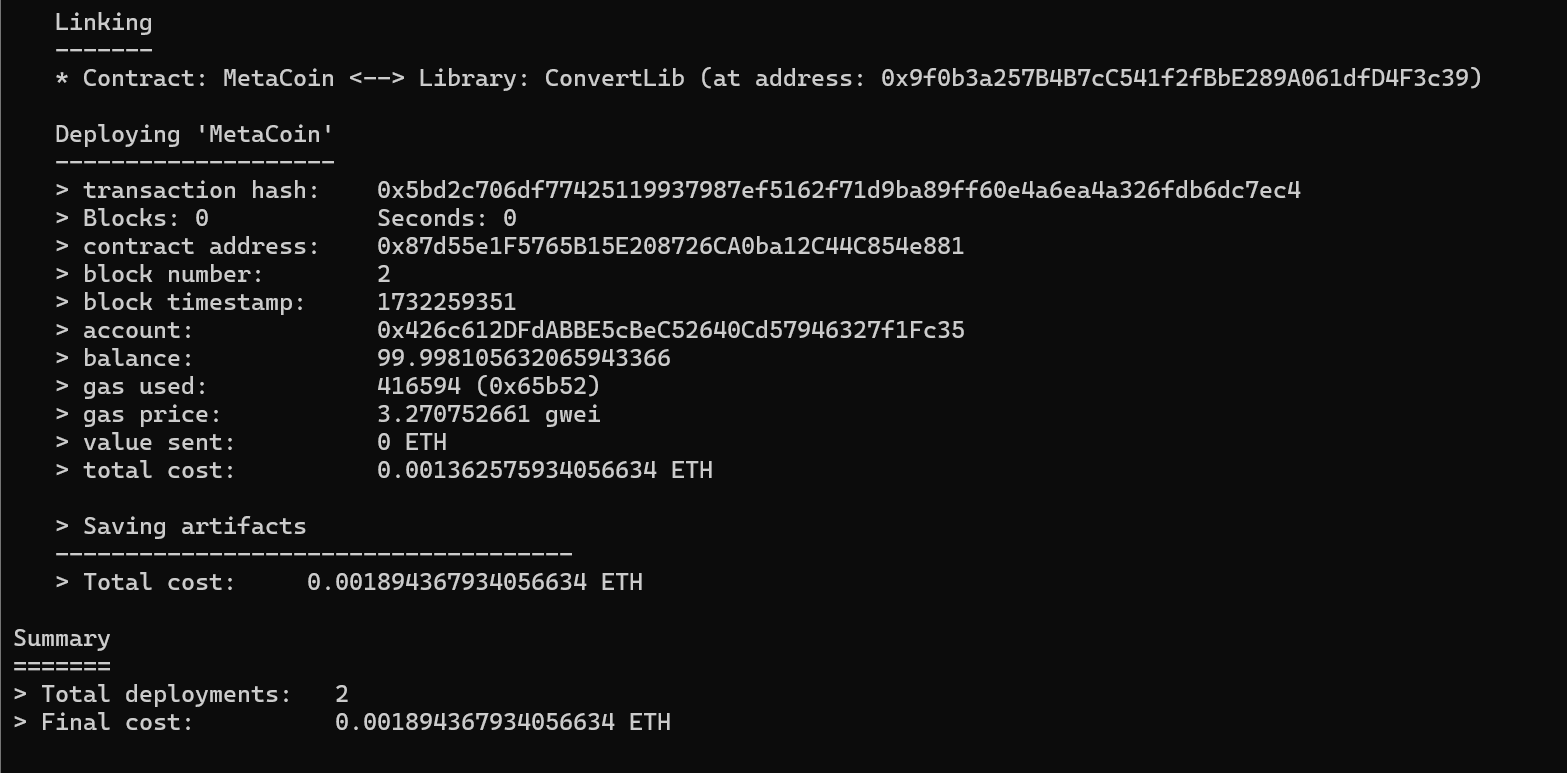 Linking
-------
* Contract: MetaCoin <--> Library: ConvertLib (at address: 0x9f0b3a257B4B7cC541f2fBbE289A061dfD4F3c39)
Deploying 'MetaCoin'
--------------------
> transaction hash:    0x5bd2c706df77425119937987ef5162f71d9ba89ff60e4a6ea4a326fdb6dc7ec4
> Blocks: 0            Seconds: 0
> contract address:    0x87d55e1F5765B15E208726CA0ba12C44C854e881
> block number:        2
> block timestamp:     1732259351
> account:             0x426c612DFdABBE5cBeC52640Cd57946327f1Fc35
> balance:             99.998105632065943366
> gas used:            416594 (0x65b52)
> gas price:           3.270752661 gwei
> value sent:          0 ETH
> total cost:          0.001362575934056634 ETH
> Saving artifacts
-------------------------------------
> Total cost:     0.001894367934056634 ETH
Summary
=======
> Total deployments:   2
> Final cost:          0.001894367934056634 ETH